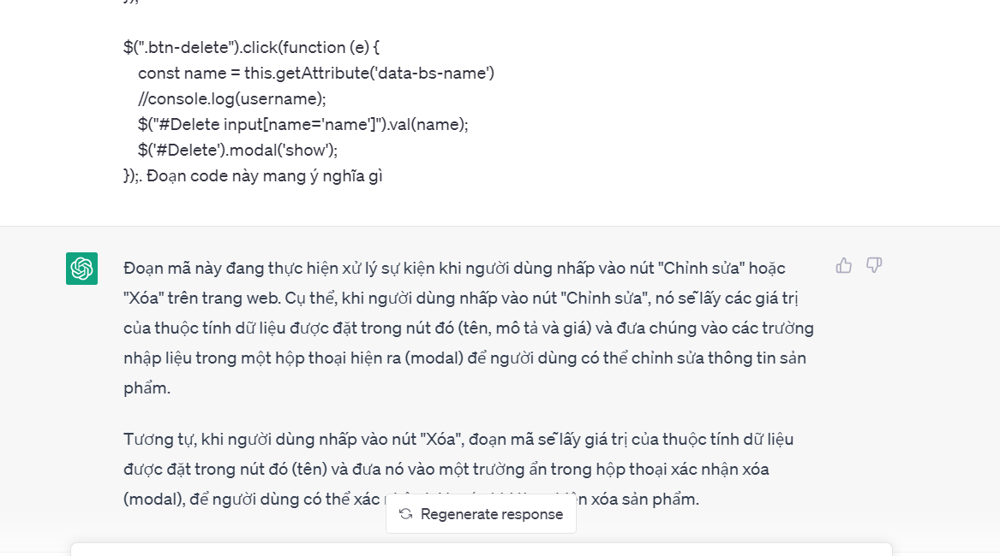 });
$(".btn-delete").click(function (e) {
const name = this.getAttribute('data-bs-name')
//console.log(username);
$("#Delete input[name='name']").val(name);
$('#Delete').modal('show');
});. Đoạn code này mang ý nghĩa gì
Đoạn mã này đang thực hiện xử lý sự kiện khi người dùng nhấp vào nút "Chỉnh sửa" hoặc
"Xóa" trên trang web. Cụ thể, khi người dùng nhấp vào nút "Chỉnh sửa", nó sẽ lấy các giá trị
của thuộc tính dữ liệu được đặt trong nút đó (tên, mô tả và giá) và đưa chúng vào các trường
nhập liệu trong một hộp thoại hiện ra (modal) để người dùng có thể chỉnh sửa thông tin sản
phẩm.
Tương tự, khi người dùng nhấp vào nút "Xóa", đoạn mã sẽ lấy giá trị của thuộc tính dữ liệu
được đặt trong nút đó (tên) và đưa nó vào một trường ẩn trong hộp thoại xác nhận xóa
(modal), để người dùng có thể xác xóa sản phẩm.
Regenerate response